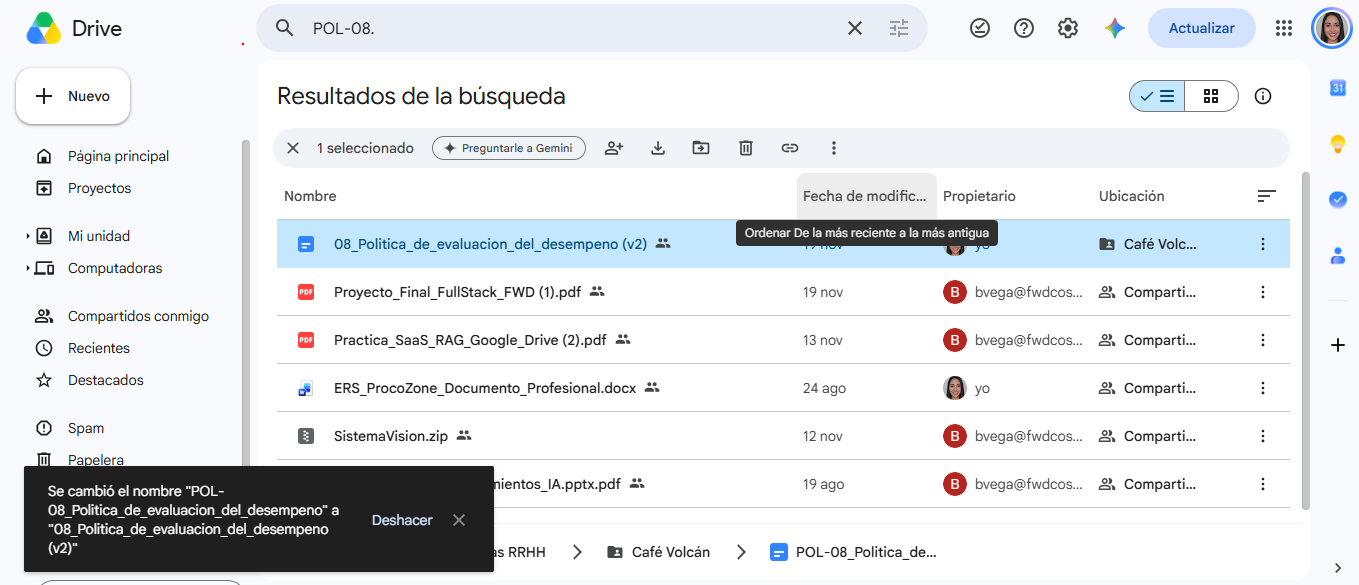 Drive
POL-08.
Actualizar
Nuevo
Página principal
Proyectos
Mi unidad
Computadoras
Compartidos conmigo
Recientes
Destacados
Spam
Papelera
Resultados de la búsqueda
1 seleccionado
Preguntarle a Gemini
Nombre Fecha de modific... Propietario Ubicación
Ordenar De la más reciente a la más antigua
08_Politica_de_evaluacion_del_desempeno (v2) 19 nov yo Café Volc...
PDF Proyecto_Final_FullStack_FWD (1).pdf 19 nov B bvega@fwdcos... Comparti...
PDF Practica_SaaS_RAG_Google_Drive (2).pdf 13 nov B bvega@fwdcos... Comparti...
ERS_ProcoZone_Documento_Profesional.docx 24 ago yo Comparti...
SistemaVision.zip 12 nov B bvega@fwdcos... Comparti...
mientos_IA.pptx.pdf 19 ago B bvega@fwdcos... Comparti...
as RRHH Café Volcán POL-08_Politica_de...
Se cambió el nombre "POL-
08_Politica_de_evaluacion_del_desempeno" a
"08_Politica_de_evaluacion_del_desempeno
(v2)"
Deshacer
31